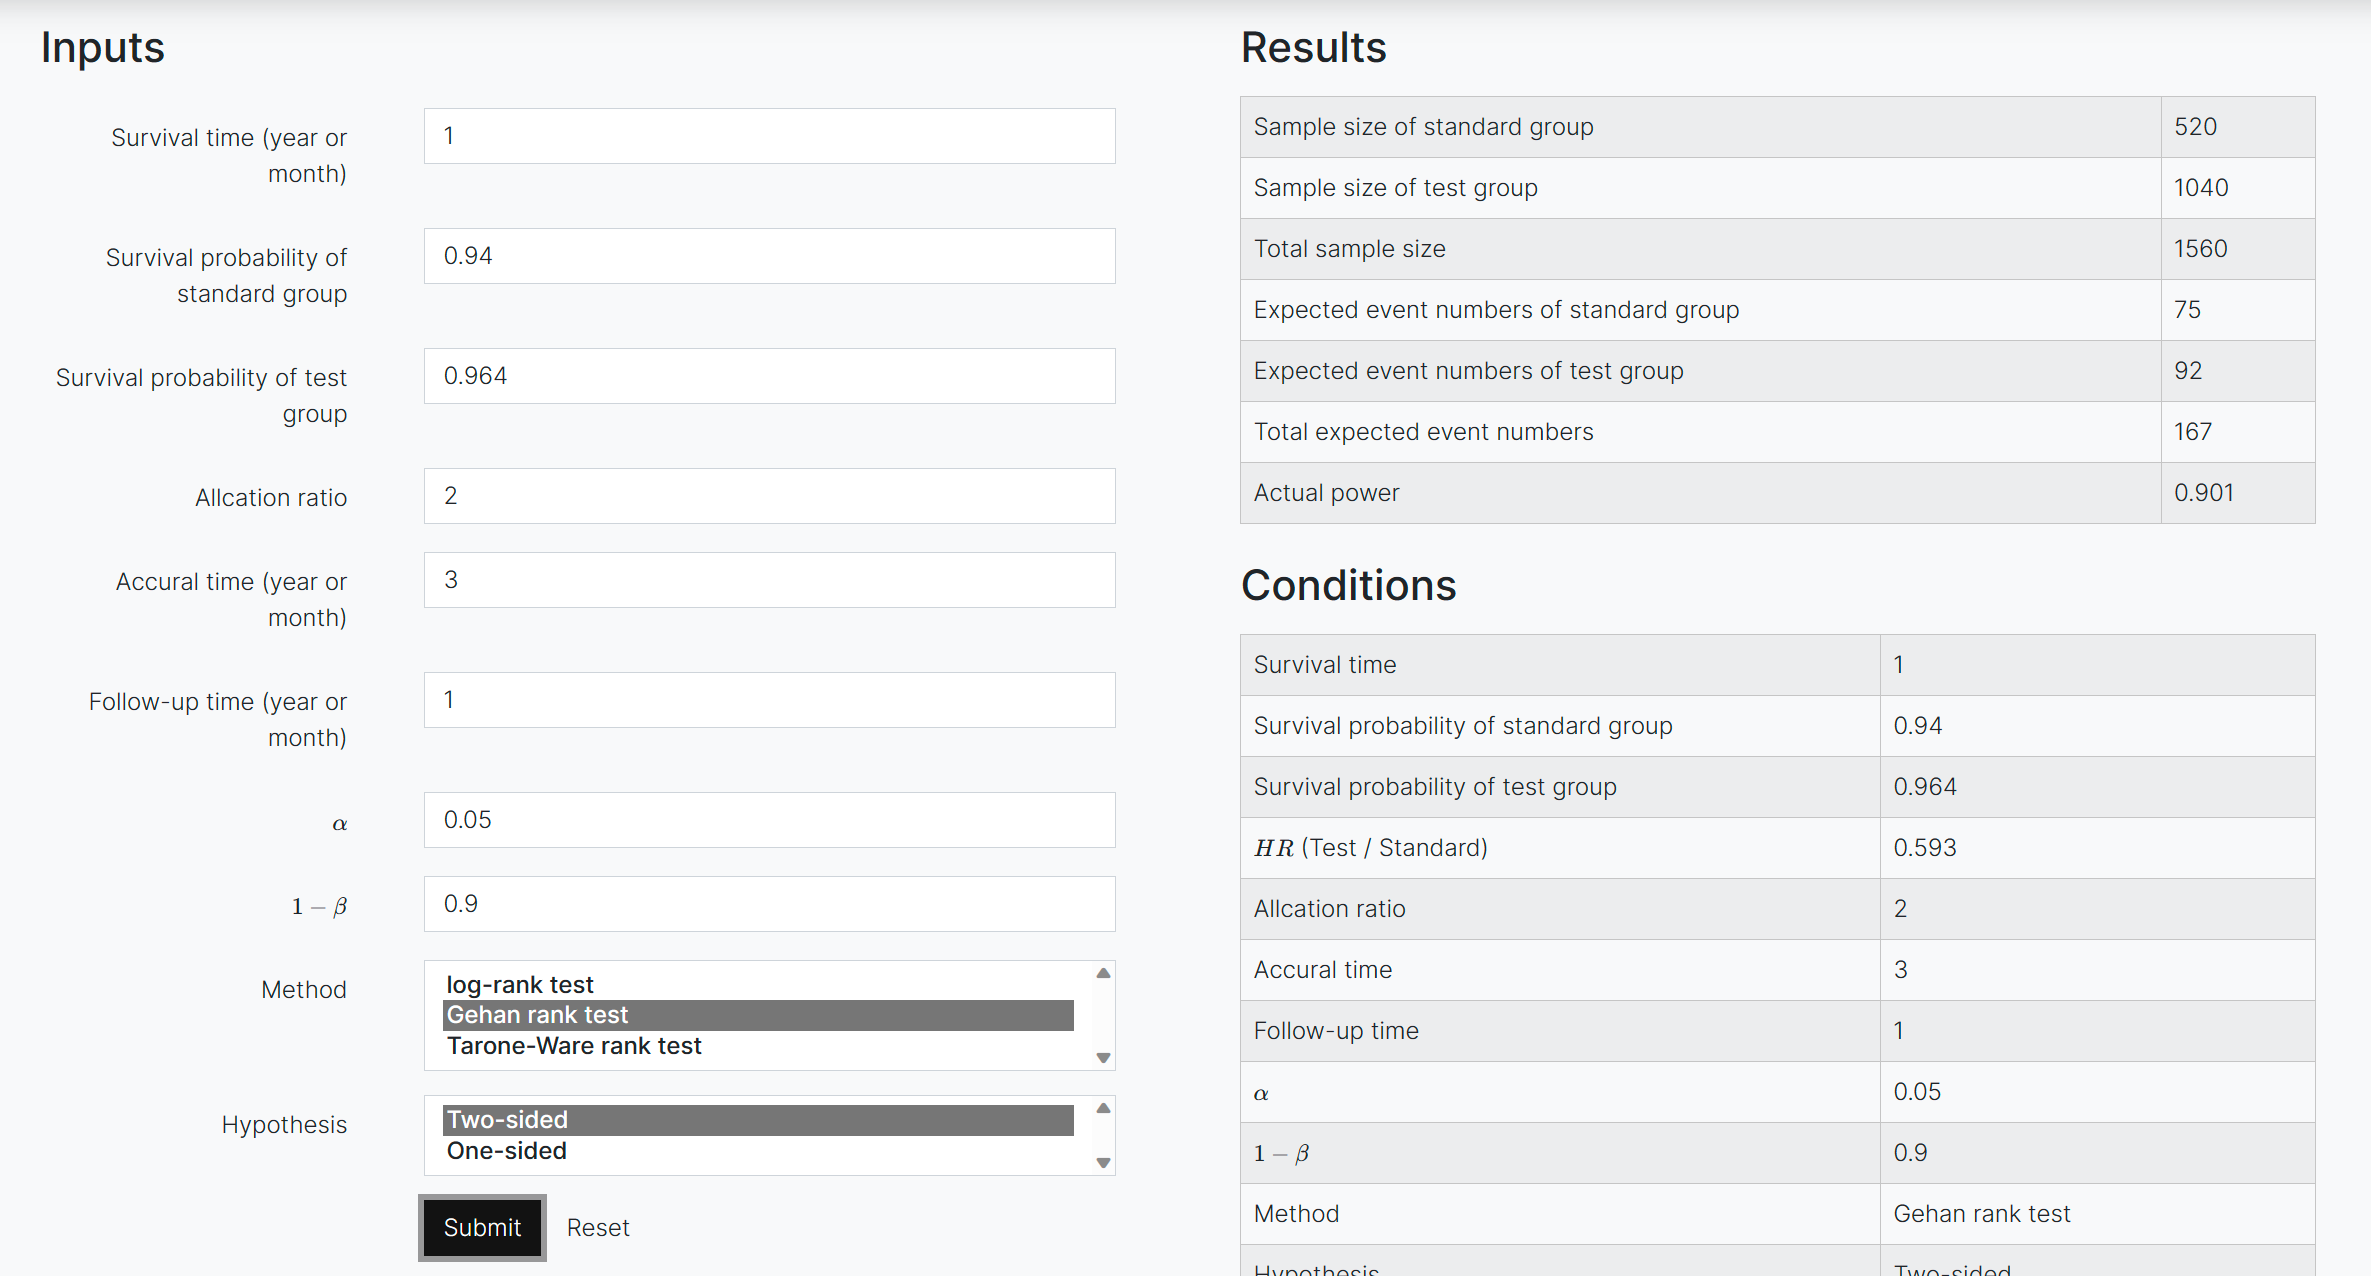 Inputs
Survival time (year or
month)
1
Survival probability of
standard group
0.94
Survival probability of test
group
0.964
Allcation ratio
2
Accural time (year or
month)
3
Follow-up time (year or
month)
1
α
0.05
1 − β
0.9
Method
log-rank test
Gehan rank test
Tarone-Ware rank test
Hypothesis
Two-sided
One-sided
Submit Reset
Results
Sample size of standard group 520
Sample size of test group 1040
Total sample size 1560
Expected event numbers of standard group 75
Expected event numbers of test group 92
Total expected event numbers 167
Actual power 0.901
Conditions
Survival time 1
Survival probability of standard group 0.94
Survival probability of test group 0.964
HR (Test / Standard) 0.593
Allcation ratio 2
Accural time 3
Follow-up time 1
α 0.05
1 − β 0.9
Method Gehan rank test
Hypothesis Two-sided